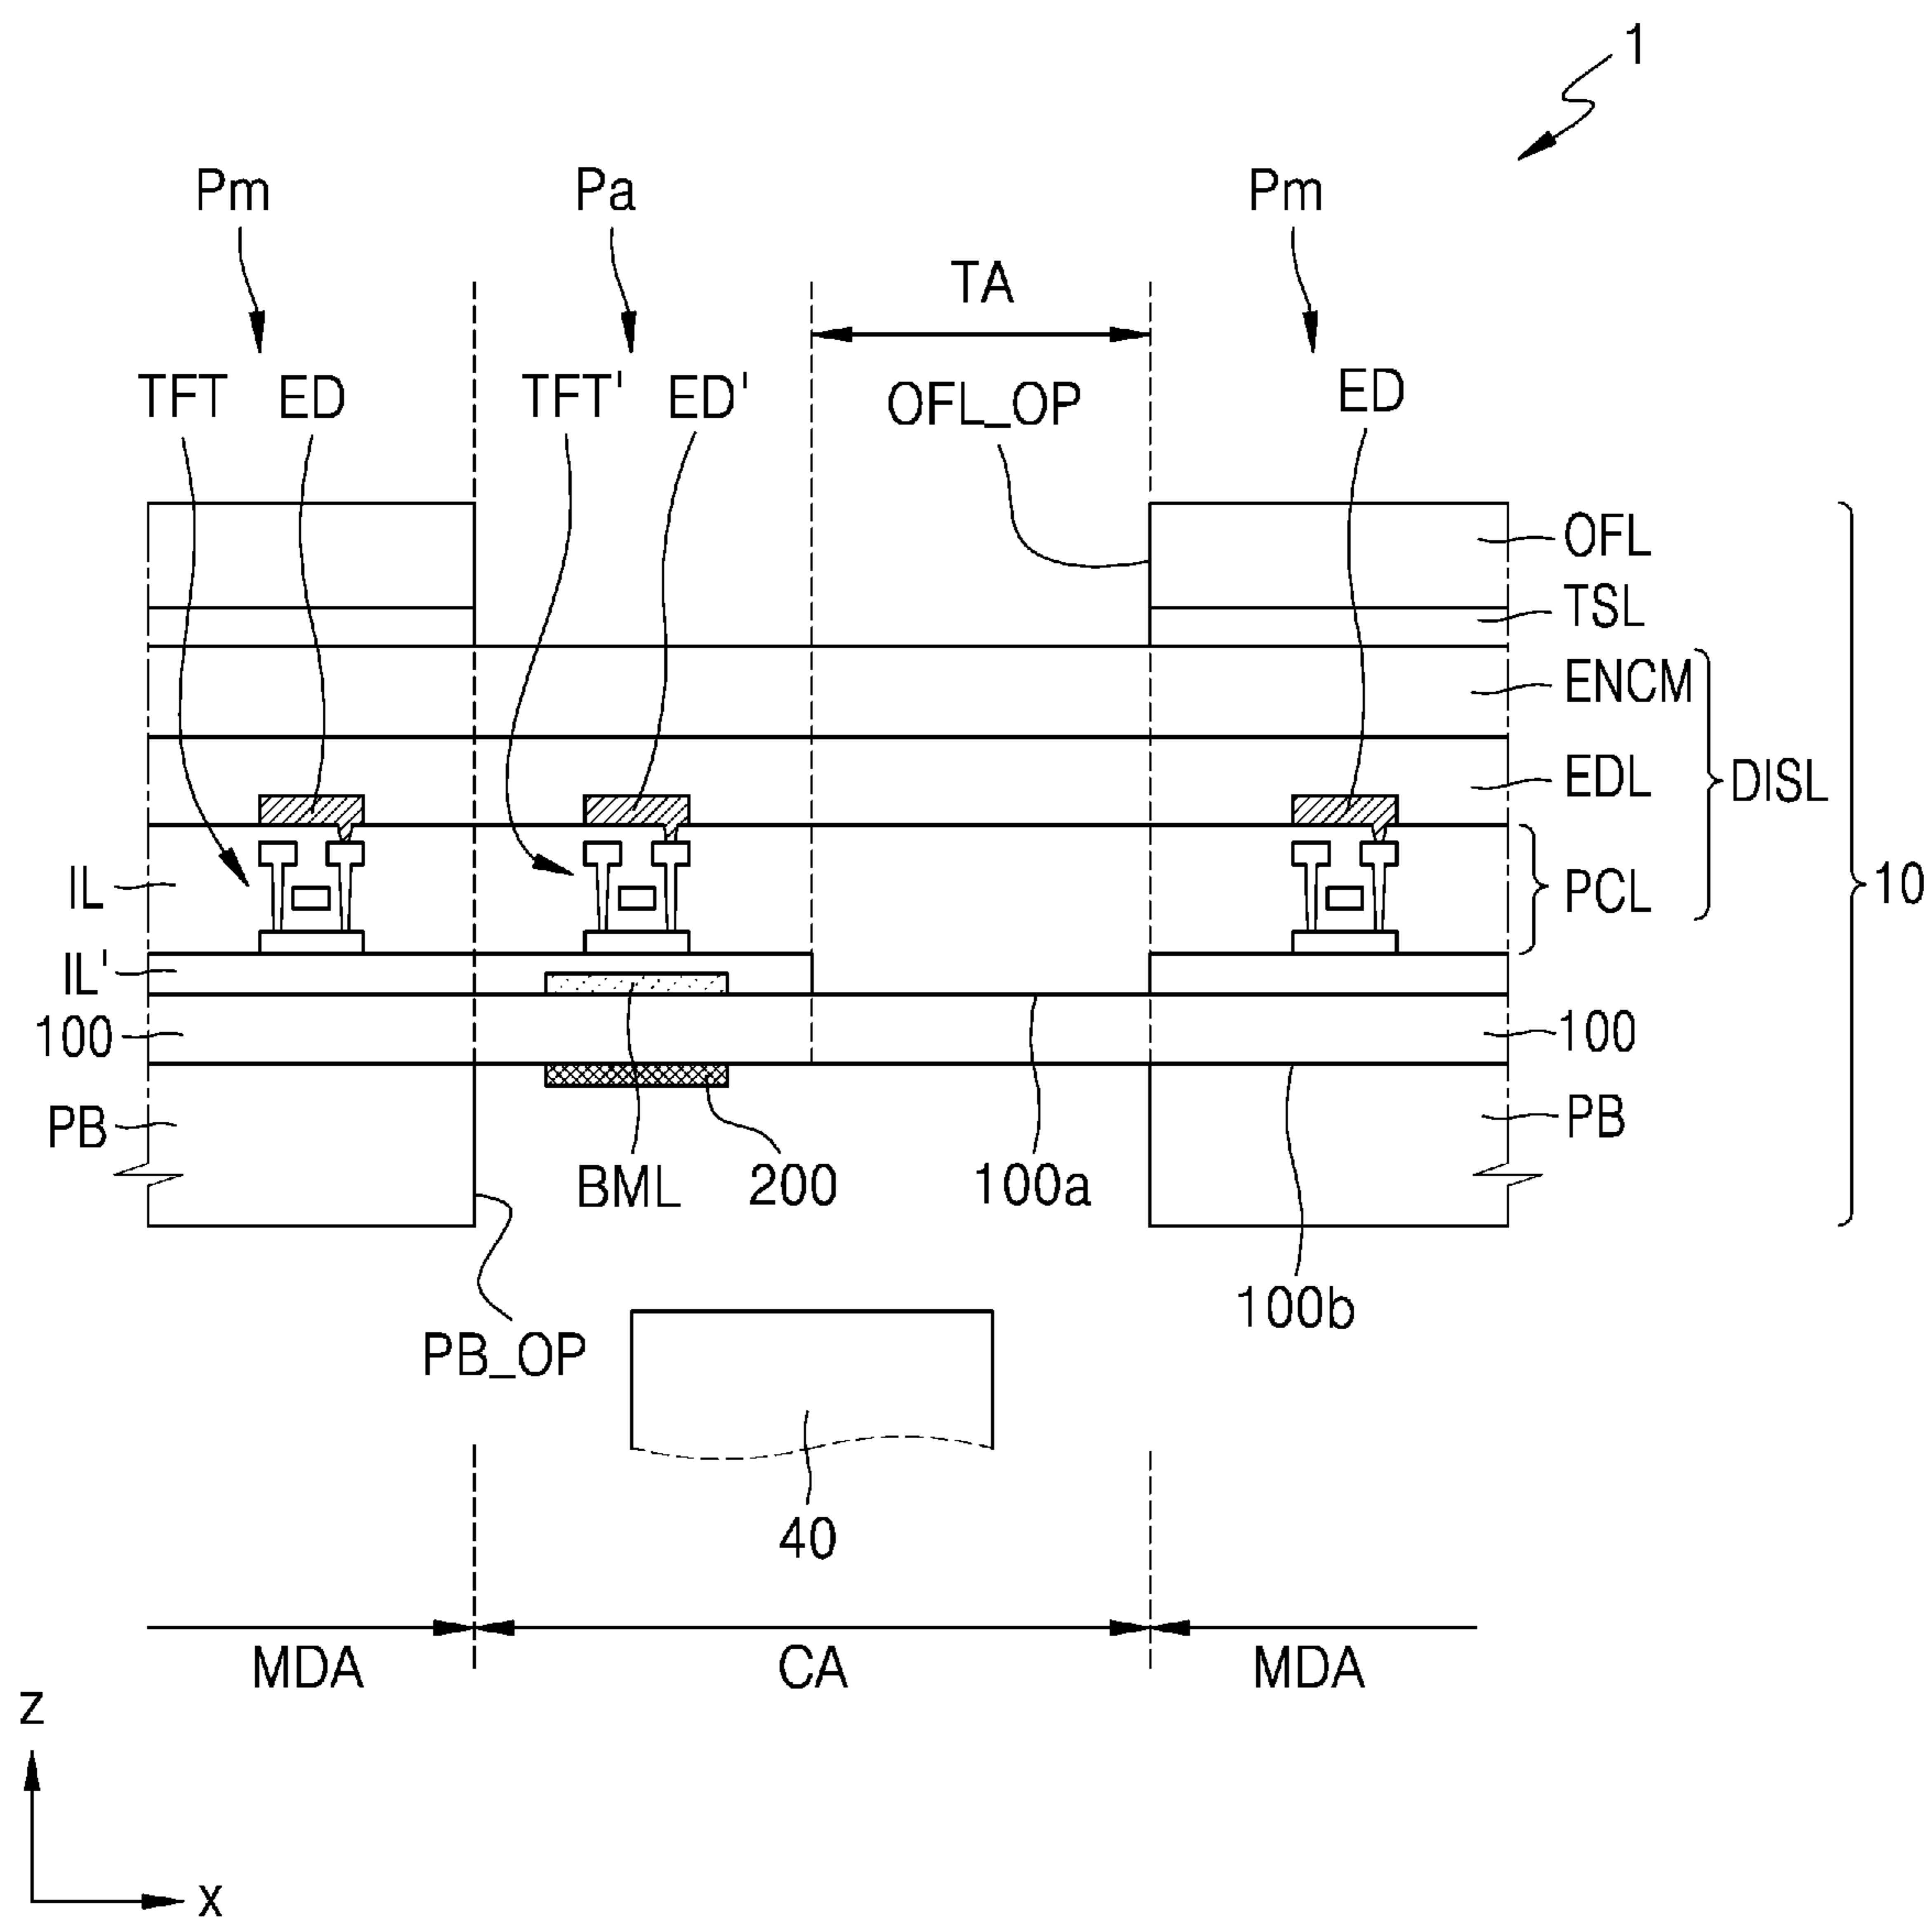 1
Pm Pa Pm
TA
TFT ED TFT' ED' OFL_OP ED
OFL
TSL
ENCM
EDL DISL
IL PCL 10
IL'
100 100
PB PB
BML 200 100a
100b
PB_OP
40
MDA CA MDA
z
x